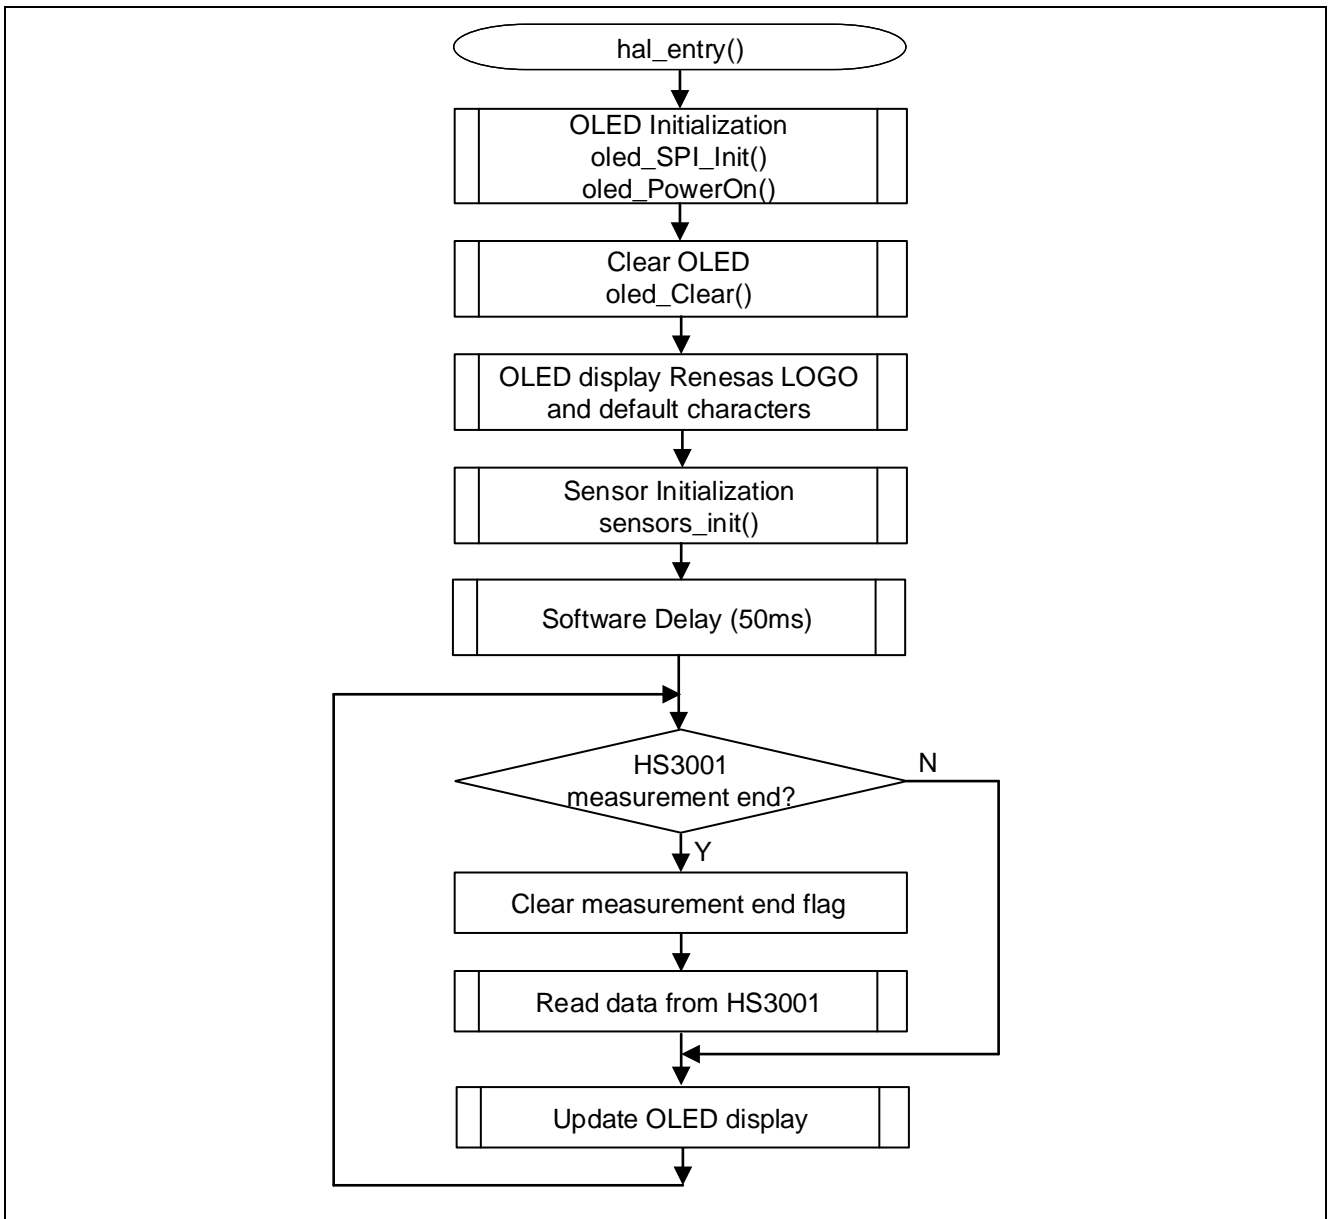 hal_entry()
OLED Initialization
oled_SPI_Init()
oled_PowerOn()
Clear OLED
oled_Clear()
OLED display Renesas LOGO
and default characters
Sensor Initialization
sensors_init()
Software Delay (50ms)
HS3001
measurement end?
N
Y
Clear measurement end flag
Read data from HS3001
Update OLED display